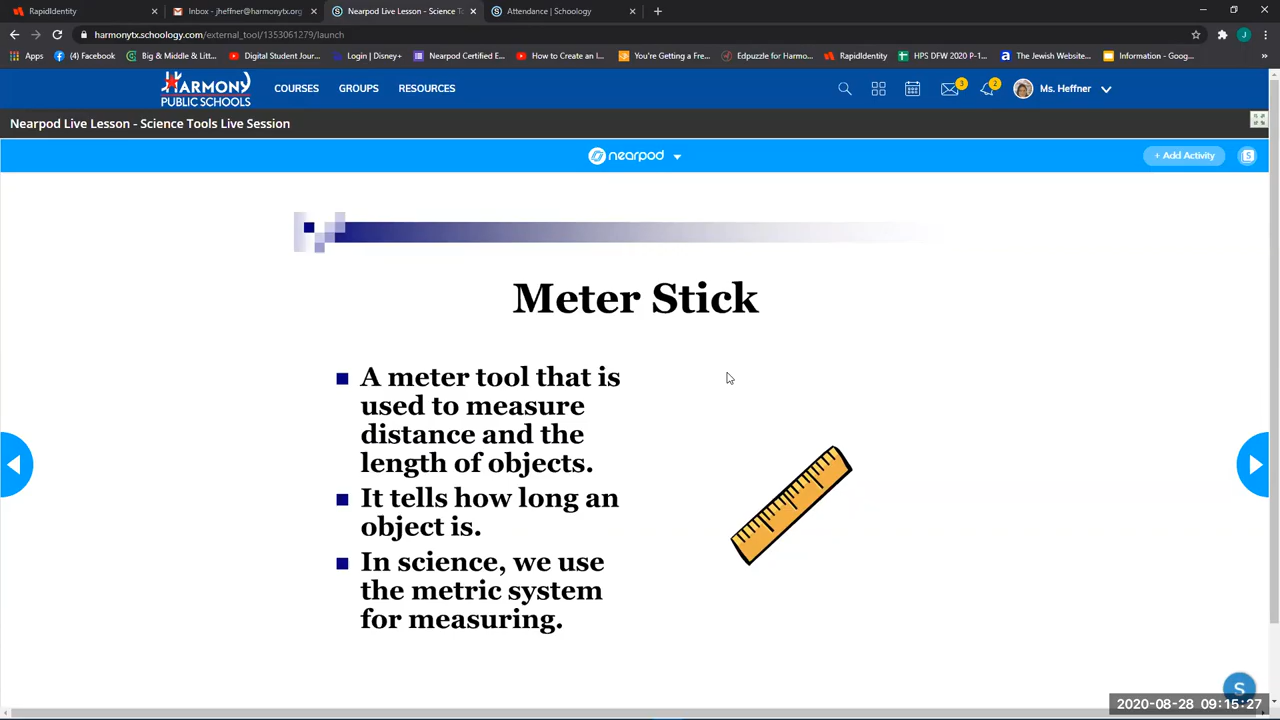 RapidIdentity
Inbox - jheffner@harmonytx.org
Nearpod Live Lesson - Science To
Attendance | Schoology
harmonytx.schoology.com/external_tool/1353061279/launch
Apps
(4) Facebook
Big & Middle & Litt...
Digital Student Jour...
Login | Disney+
Nearpod Certified E...
How to Create an I...
You're Getting a Fre...
Edpuzzle for Harmo...
RapidIdentity
HPS DFW 2020 P-1...
The Jewish Website...
Information - Goog...
HARMONY
PUBLIC SCHOOLS
COURSES
GROUPS
RESOURCES
3
2
Ms. Heffner
Nearpod Live Lesson - Science Tools Live Session
nearpod
+ Add Activity
Meter Stick
A meter tool that is
used to measure
distance and the
length of objects.
It tells how long an
object is.
In science, we use
the metric system
for measuring.
S
2020-08-28 09:15:27